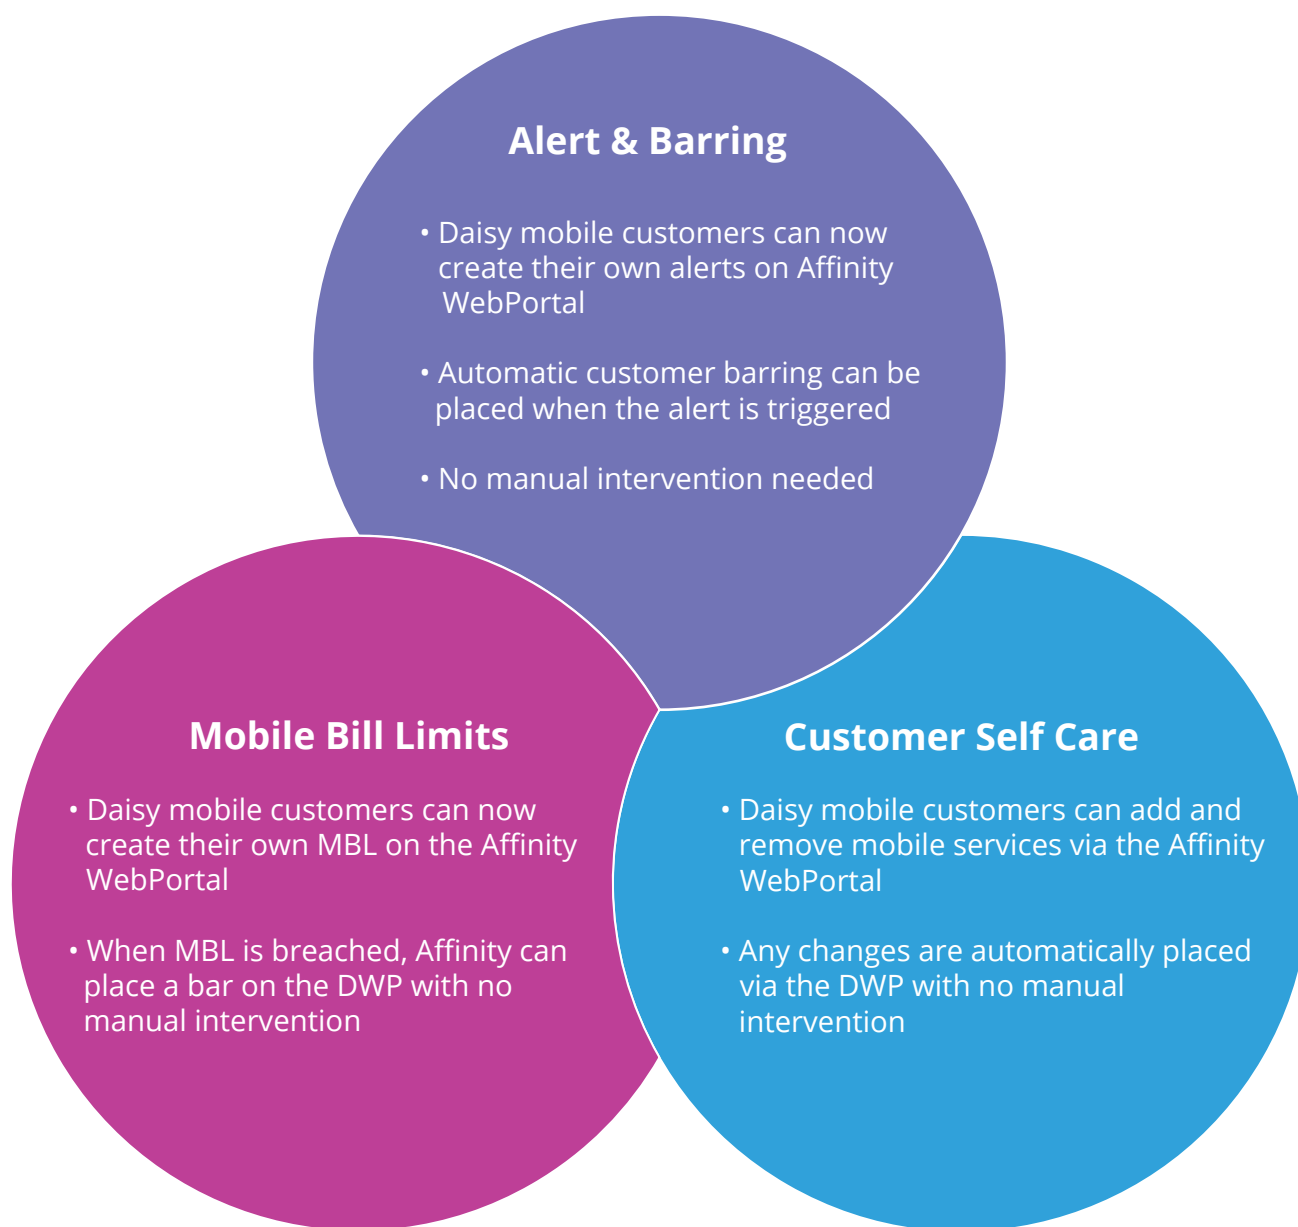 Alert & Barring
• Daisy mobile customers can now
create their own alerts on Affinity
WebPortal
• Automatic customer barring can be
placed when the alert is triggered
• No manual intervention needed
Mobile Bill Limits
• Daisy mobile customers can now
create their own MBL on the Affinity
WebPortal
• When MBL is breached, Affinity can
place a bar on the DWP with no
manual intervention
Customer Self Care
• Daisy mobile customers can add and
remove mobile services via the Affinity
WebPortal
• Any changes are automatically placed
via the DWP with no manual
intervention